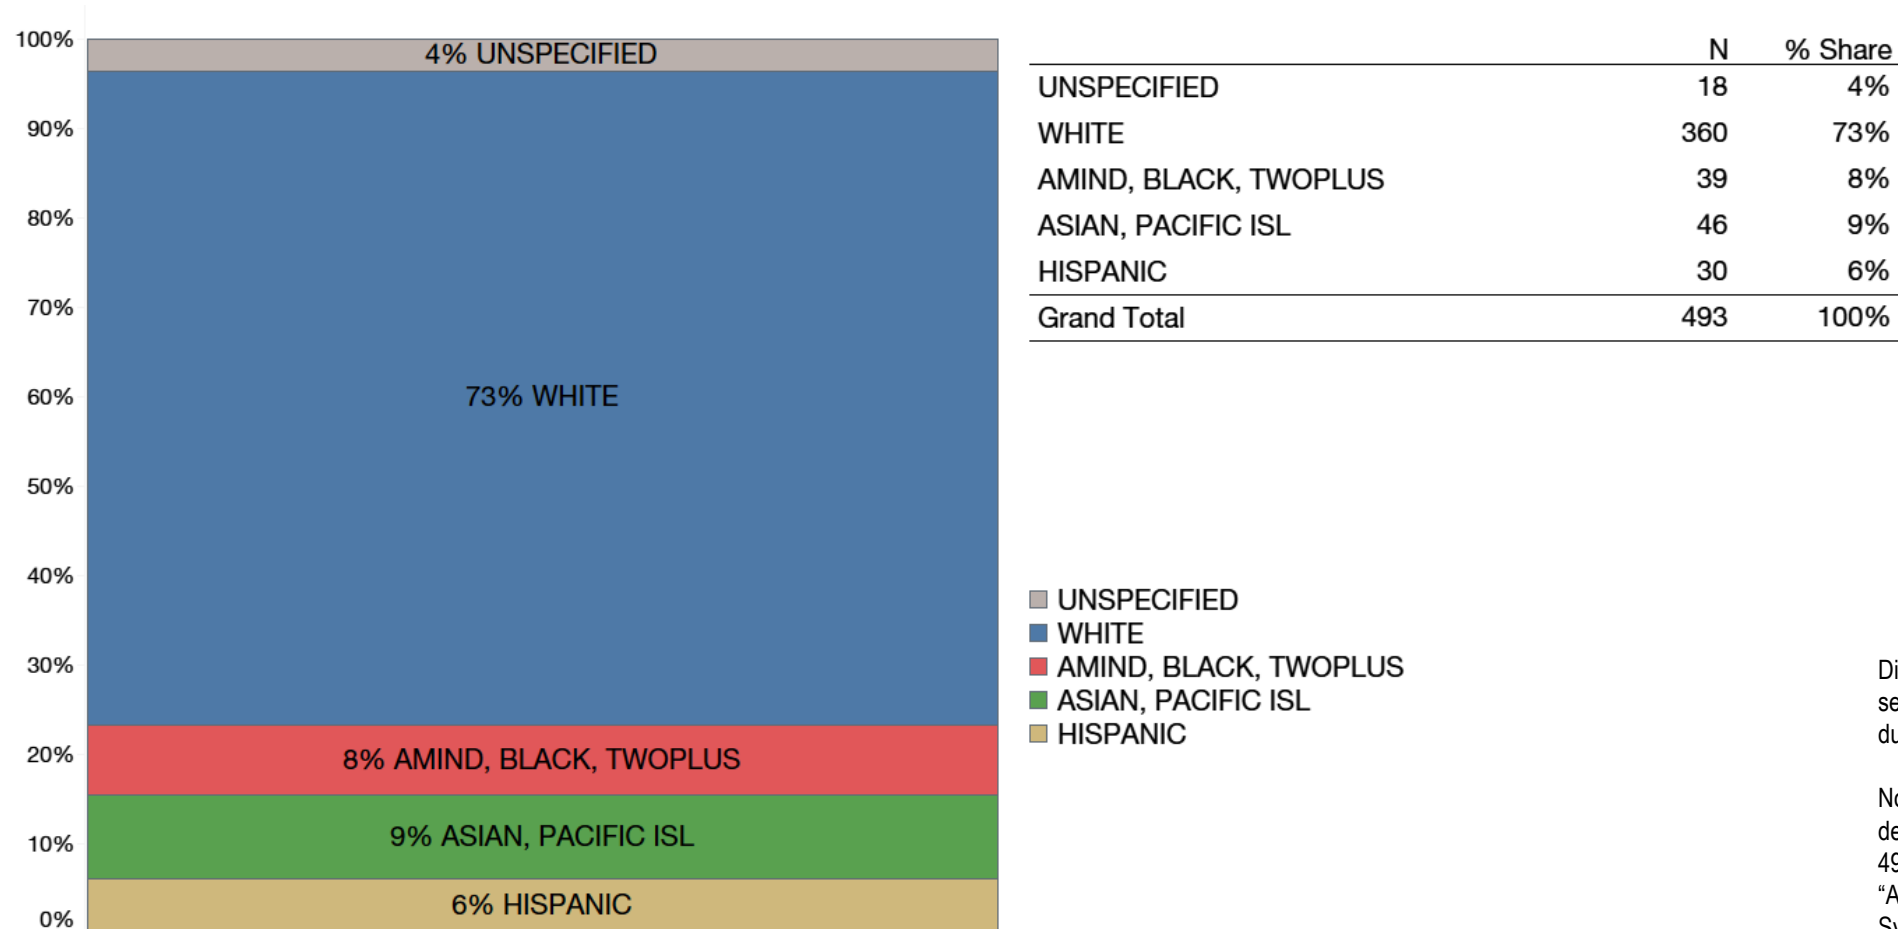 100%
90%
80%
70%
60%
50%
40%
30%
20%
10%
0%
4% UNSPECIFIED
73% WHITE
8% AMIND, BLACK, TWOPLUS
9% ASIAN, PACIFIC ISL
6% HISPANIC
N % Share
UNSPECIFIED 18 4%
WHITE 360 73%
AMIND, BLACK, TWOPLUS 39 8%
ASIAN, PACIFIC ISL 46 9%
HISPANIC 30 6%
Grand Total 493 100%
UNSPECIFIED
WHITE
AMIND, BLACK, TWOPLUS
ASIAN, PACIFIC ISL
HISPANIC